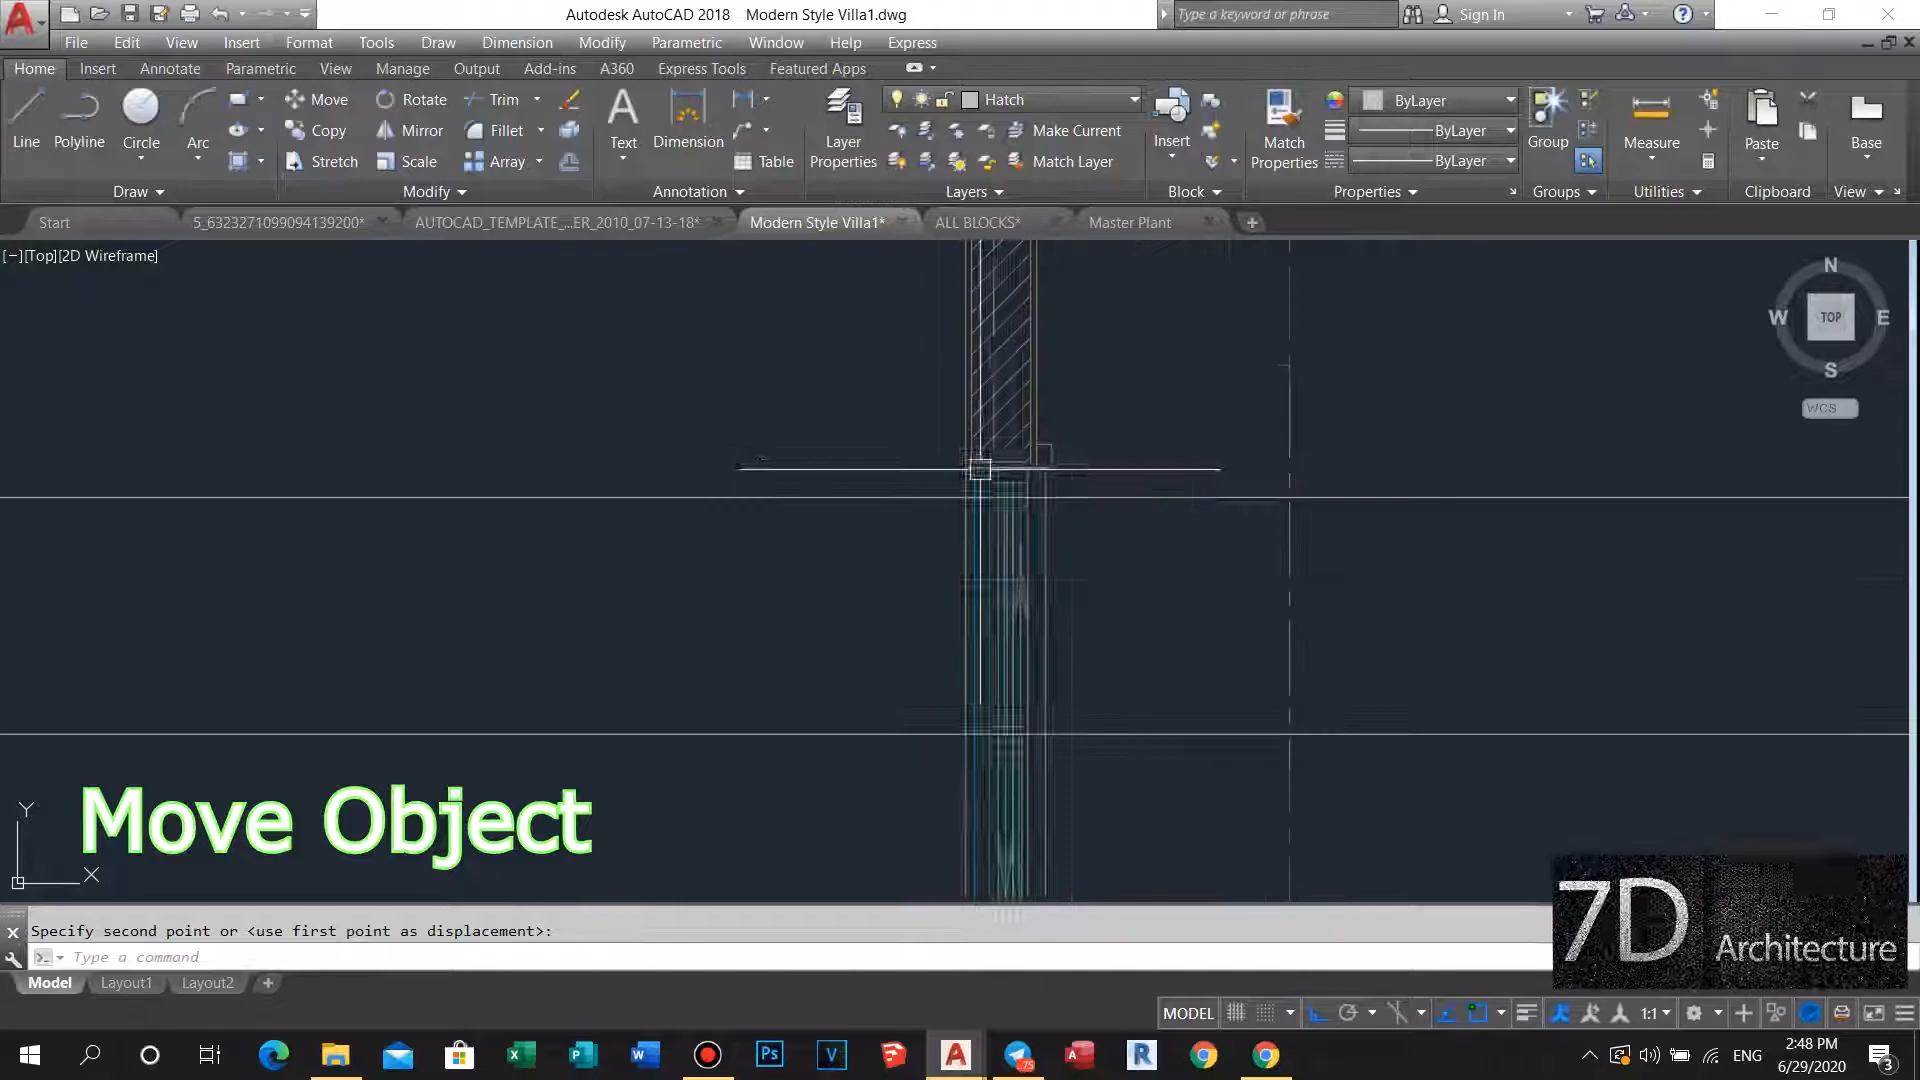 Autodesk AutoCAD 2018 Modern Style Villa1.dwg
Type a keyword or phrase
Sign In
File Edit View Insert Format Tools Draw Dimension Modify Parametric Window Help Express
Home Insert Annotate Parametric View Manage Output Add-ins A360 Express Tools Featured Apps
Line Polyline Circle Arc
Move Rotate Trim
Copy Mirror Fillet
Stretch Scale Array
Text Dimension Table
Layer Properties
Hatch
Make Current
Match Layer
Insert
Match Properties
ByLayer
ByLayer
ByLayer
Group Measure Paste Base
Draw Modify Annotation Layers Block Properties Groups Utilities Clipboard View
Start 5_6323271099094139200* AUTOCAD_TEMPLATE_...ER_2010_07-13-18* Modern Style Villa1* ALL BLOCKS* Master Plant
[−][Top][2D Wireframe]
N
W TOP E
S
WCS
Y
X
Move Object
7D Architecture
Specify second point or <use first point as displacement>:
Type a command
Model Layout1 Layout2
MODEL 1:1
ENG
2:48 PM
6/29/2020
3
75